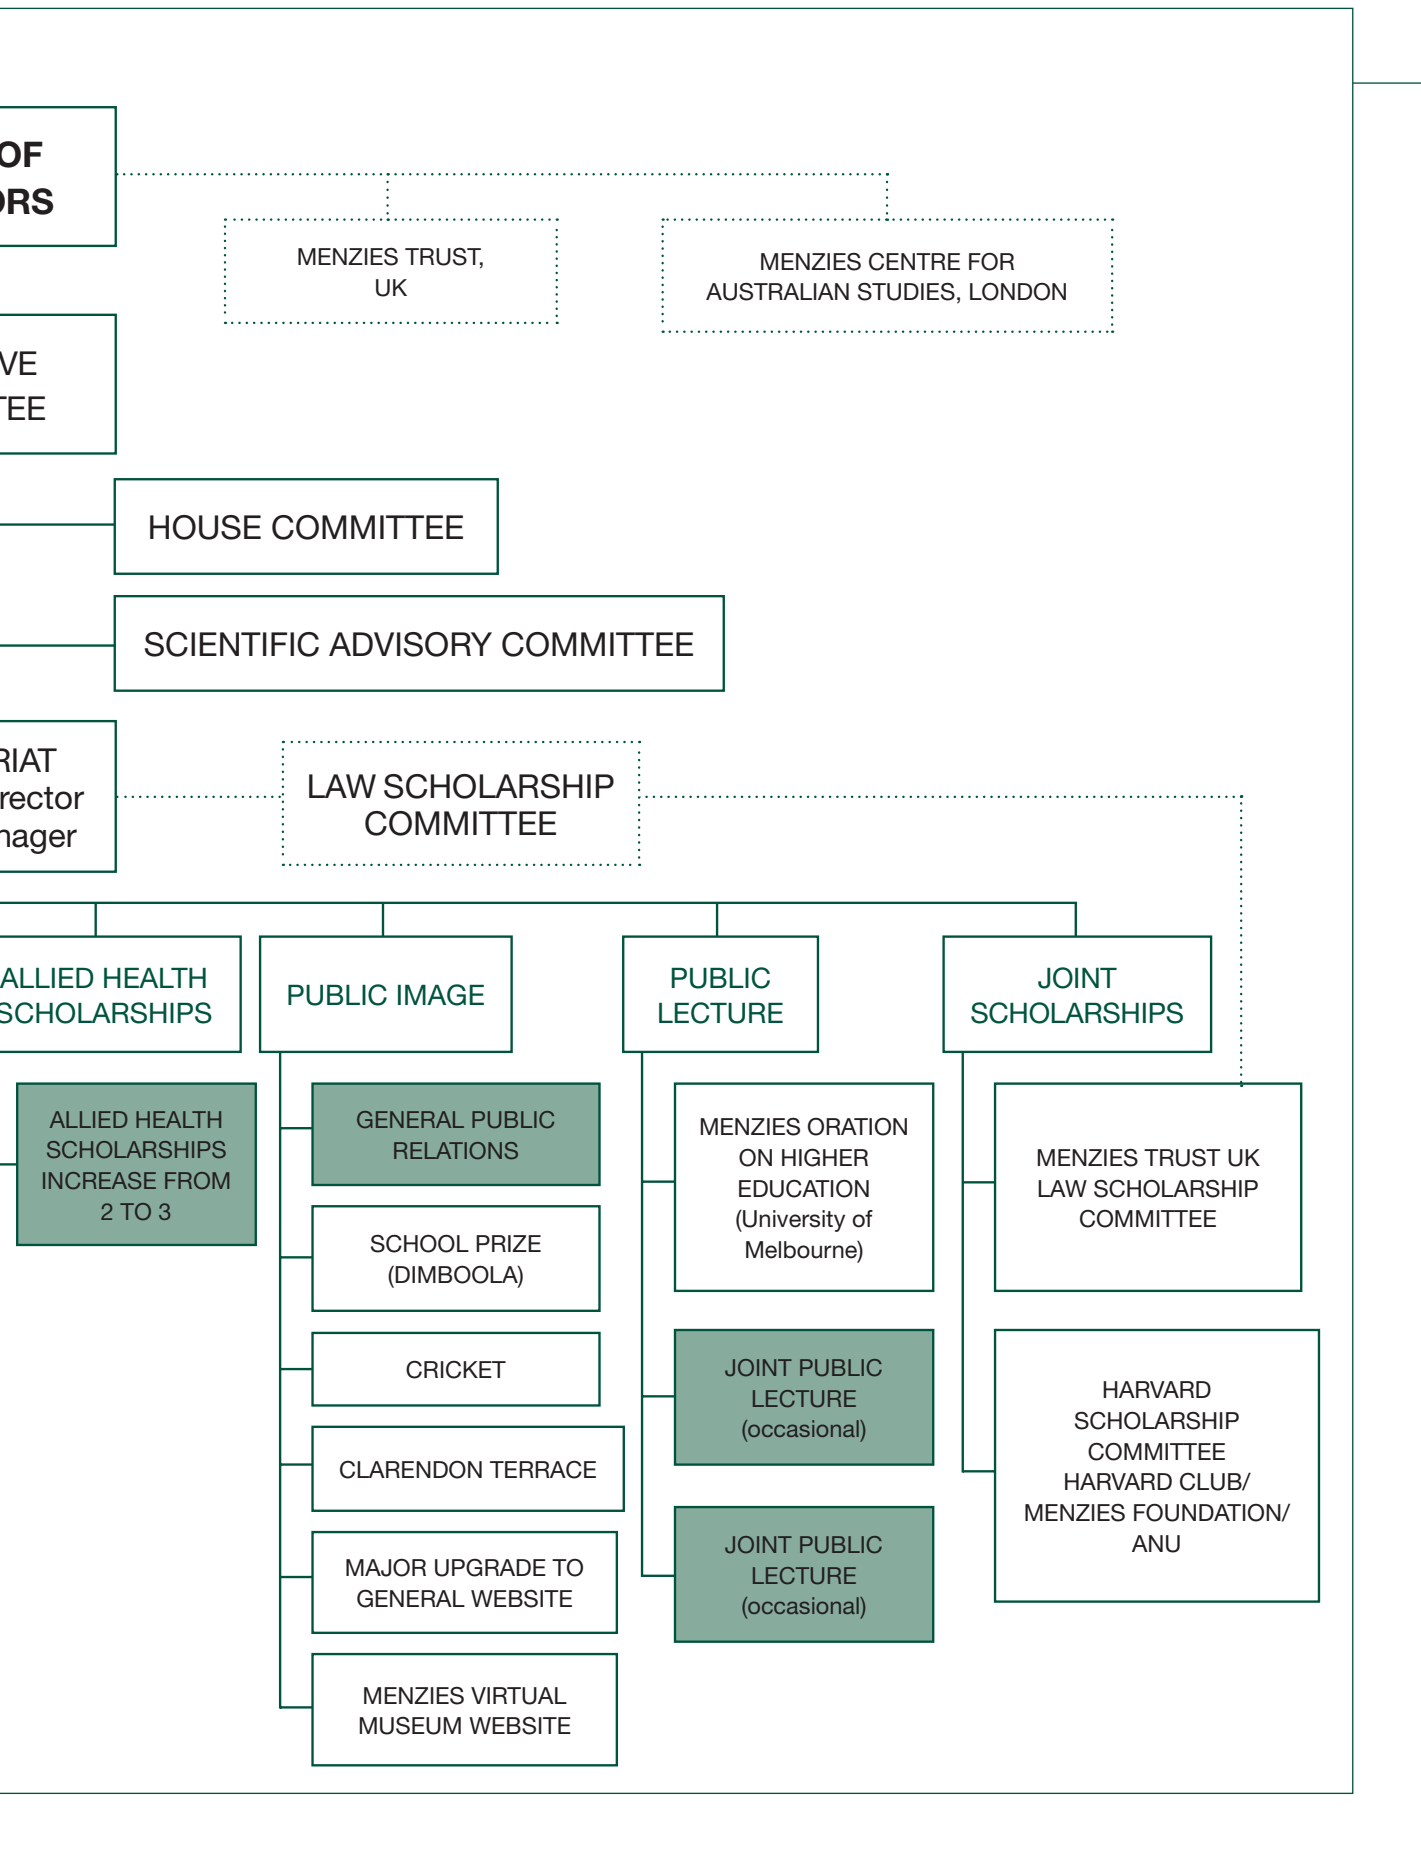 OF
ORS
MENZIES TRUST,
UK
MENZIES CENTRE FOR
AUSTRALIAN STUDIES, LONDON
VE
TEE
HOUSE COMMITTEE
SCIENTIFIC ADVISORY COMMITTEE
RIAT
rector
nager
LAW SCHOLARSHIP
COMMITTEE
ALLIED HEALTH
SCHOLARSHIPS
PUBLIC IMAGE
PUBLIC
LECTURE
JOINT
SCHOLARSHIPS
ALLIED HEALTH
SCHOLARSHIPS
INCREASE FROM
2 TO 3
GENERAL PUBLIC
RELATIONS
SCHOOL PRIZE
(DIMBOOLA)
CRICKET
CLARENDON TERRACE
MAJOR UPGRADE TO
GENERAL WEBSITE
MENZIES VIRTUAL
MUSEUM WEBSITE
MENZIES ORATION
ON HIGHER
EDUCATION
(University of
Melbourne)
JOINT PUBLIC
LECTURE
(occasional)
JOINT PUBLIC
LECTURE
(occasional)
MENZIES TRUST UK
LAW SCHOLARSHIP
COMMITTEE
HARVARD
SCHOLARSHIP
COMMITTEE
HARVARD CLUB/
MENZIES FOUNDATION/
ANU